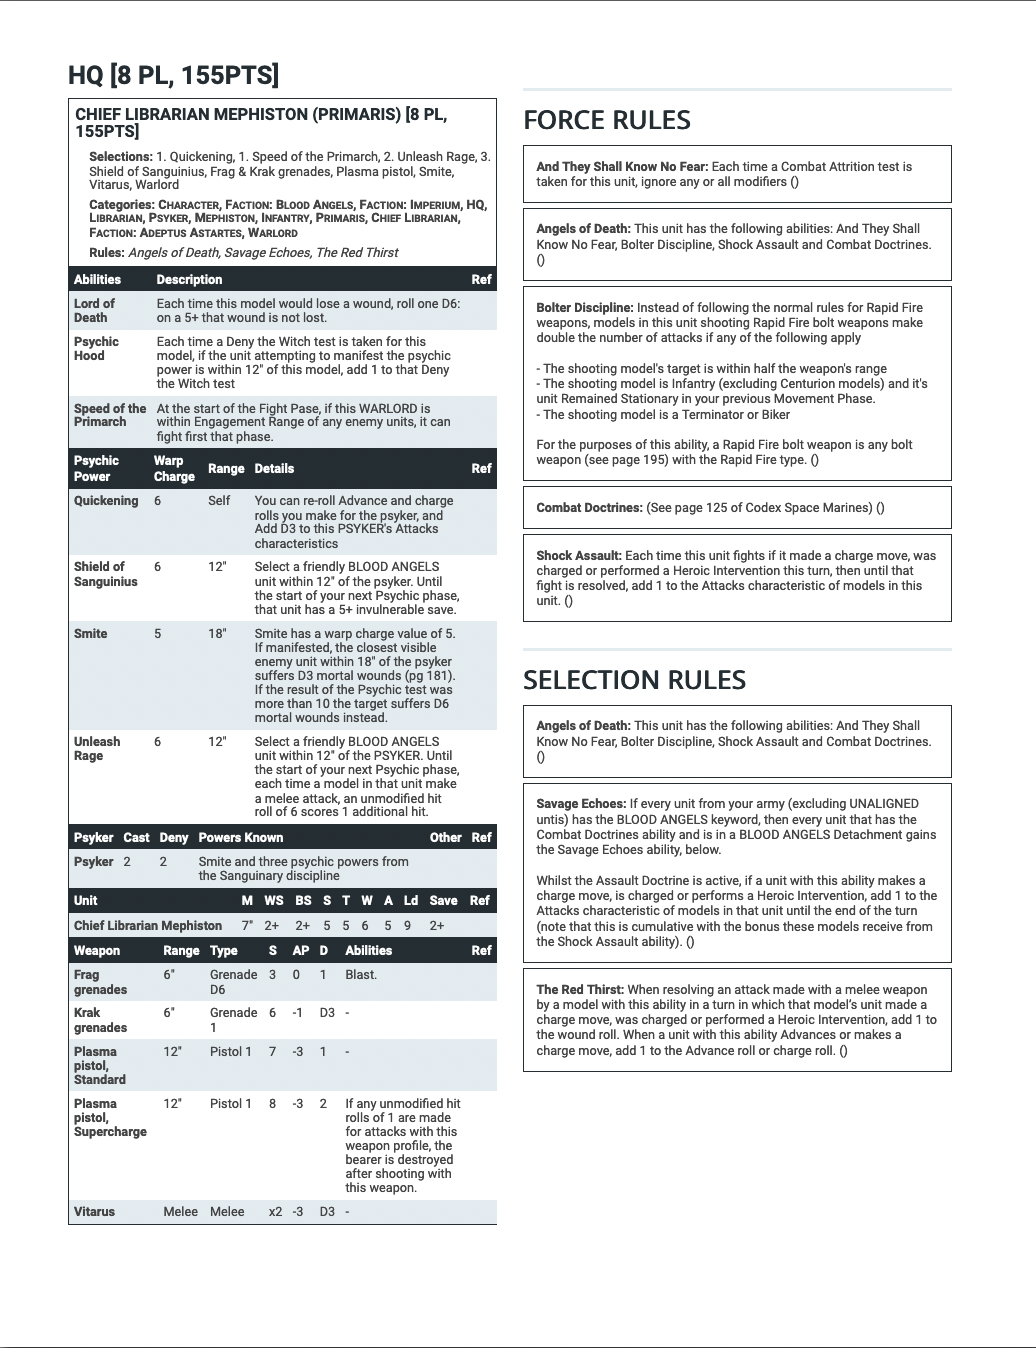 HQ [8 PL, 155PTS]
CHIEF LIBRARIAN MEPHISTON (PRIMARIS) [8 PL,
155PTS]
Selections: 1. Quickening, 1. Speed of the Primarch, 2. Unleash Rage, 3.
Shield of Sanguinius, Frag & Krak grenades, Plasma pistol, Smite,
Vitarus, Warlord
Categories: CHARACTER, FACTION: BLOOD ANGELS, FACTION: IMPERIUM, HQ,
LIBRARIAN, PSYKER, MEPHISTON, INFANTRY, PRIMARIS, CHIEF LIBRARIAN,
FACTION: ADEPTUS ASTARTES, WARLORD
Rules: Angels of Death, Savage Echoes, The Red Thirst
Abilities Description Ref
Lord of Each time this model would lose a wound, roll one D6:
Death on a 5+ that wound is not lost.
Psychic Each time a Deny the Witch test is taken for this
Hood model, if the unit attempting to manifest the psychic
power is within 12" of this model, add 1 to that Deny
the Witch test
Speed of the At the start of the Fight Pase, if this WARLORD is
Primarch within Engagement Range of any enemy units, it can
fight first that phase.
Psychic Warp
Power Charge Range Details Ref
Quickening 6 Self You can re-roll Advance and charge
rolls you make for the psyker, and
Add D3 to this PSYKER's Attacks
characteristics
Shield of 6 12" Select a friendly BLOOD ANGELS
Sanguinius unit within 12" of the psyker. Until
the start of your next Psychic phase,
that unit has a 5+ invulnerable save.
Smite 5 18" Smite has a warp charge value of 5.
If manifested, the closest visible
enemy unit within 18" of the psyker
suffers D3 mortal wounds (pg 181).
If the result of the Psychic test was
more than 10 the target suffers D6
mortal wounds instead.
Unleash 6 12" Select a friendly BLOOD ANGELS
Rage unit within 12" of the PSYKER. Until
the start of your next Psychic phase,
each time a model in that unit make
a melee attack, an unmodified hit
roll of 6 scores 1 additional hit.
Psyker Cast Deny Powers Known Other Ref
Psyker 2 2 Smite and three psychic powers from
the Sanguinary discipline
Unit M WS BS S T W A Ld Save Ref
Chief Librarian Mephiston 7" 2+ 2+ 5 5 6 5 9 2+
Weapon Range Type S AP D Abilities Ref
Frag 6" Grenade 3 0 1 Blast.
grenades D6
Krak 6" Grenade 6 -1 D3 -
grenades 1
Plasma 12" Pistol 1 7 -3 1 -
pistol,
Standard
Plasma 12" Pistol 1 8 -3 2 If any unmodified hit
pistol, rolls of 1 are made
Supercharge for attacks with this
weapon profile, the
bearer is destroyed
after shooting with
this weapon.
Vitarus Melee Melee x2 -3 D3 -
FORCE RULES
And They Shall Know No Fear: Each time a Combat Attrition test is
taken for this unit, ignore any or all modifiers ()
Angels of Death: This unit has the following abilities: And They Shall
Know No Fear, Bolter Discipline, Shock Assault and Combat Doctrines.
()
Bolter Discipline: Instead of following the normal rules for Rapid Fire
weapons, models in this unit shooting Rapid Fire bolt weapons make
double the number of attacks if any of the following apply
- The shooting model's target is within half the weapon's range
- The shooting model is Infantry (excluding Centurion models) and it's
unit Remained Stationary in your previous Movement Phase.
- The shooting model is a Terminator or Biker
For the purposes of this ability, a Rapid Fire bolt weapon is any bolt
weapon (see page 195) with the Rapid Fire type. ()
Combat Doctrines: (See page 125 of Codex Space Marines) ()
Shock Assault: Each time this unit fights if it made a charge move, was
charged or performed a Heroic Intervention this turn, then until that
fight is resolved, add 1 to the Attacks characteristic of models in this
unit. ()
SELECTION RULES
Angels of Death: This unit has the following abilities: And They Shall
Know No Fear, Bolter Discipline, Shock Assault and Combat Doctrines.
()
Savage Echoes: If every unit from your army (excluding UNALIGNED
untis) has the BLOOD ANGELS keyword, then every unit that has the
Combat Doctrines ability and is in a BLOOD ANGELS Detachment gains
the Savage Echoes ability, below.
Whilst the Assault Doctrine is active, if a unit with this ability makes a
charge move, is charged or performs a Heroic Intervention, add 1 to the
Attacks characteristic of models in that unit until the end of the turn
(note that this is cumulative with the bonus these models receive from
the Shock Assault ability). ()
The Red Thirst: When resolving an attack made with a melee weapon
by a model with this ability in a turn in which that model's unit made a
charge move, was charged or performed a Heroic Intervention, add 1 to
the wound roll. When a unit with this ability Advances or makes a
charge move, add 1 to the Advance roll or charge roll. ()